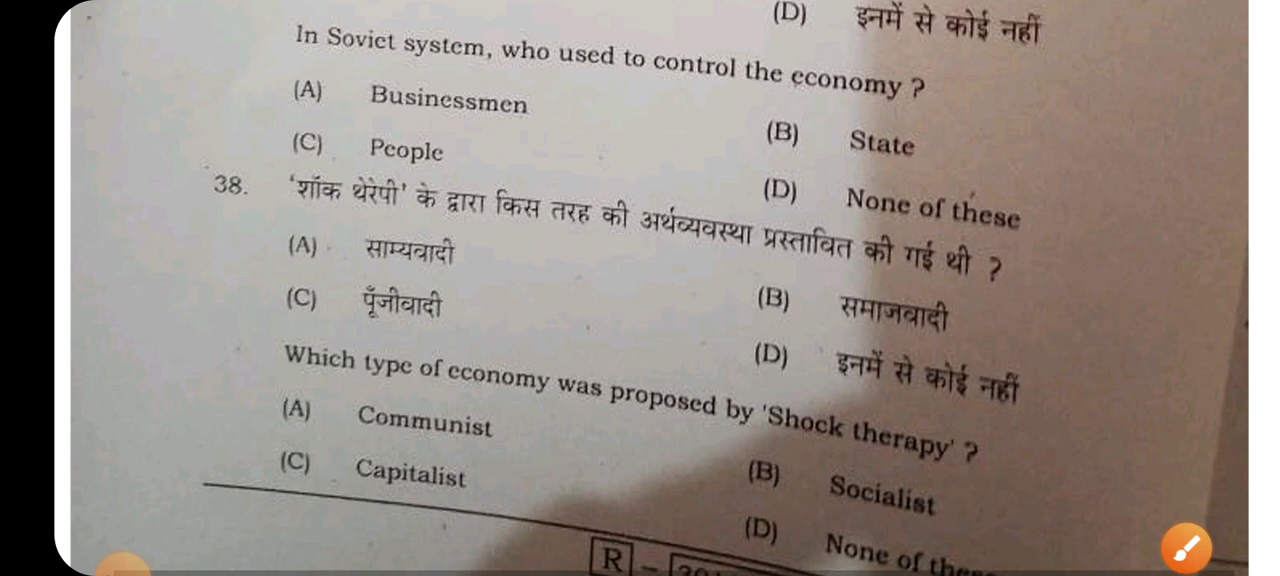 (D) इनमें से कोई नहीं
In Soviet system, who used to control the economy ?
(A) Businessmen
(B) State
(C) People
(D) None of these
38. 'शॉक थेरेपी' के द्वारा किस तरह की अर्थव्यवस्था प्रस्तावित की गई थी ?
(A) साम्यवादी
(B) समाजवादी
(C) पूँजीवादी
(D) इनमें से कोई नहीं
Which type of economy was proposed by 'Shock therapy' ?
(A) Communist
(B) Socialist
(C) Capitalist
(D) None of these
R –